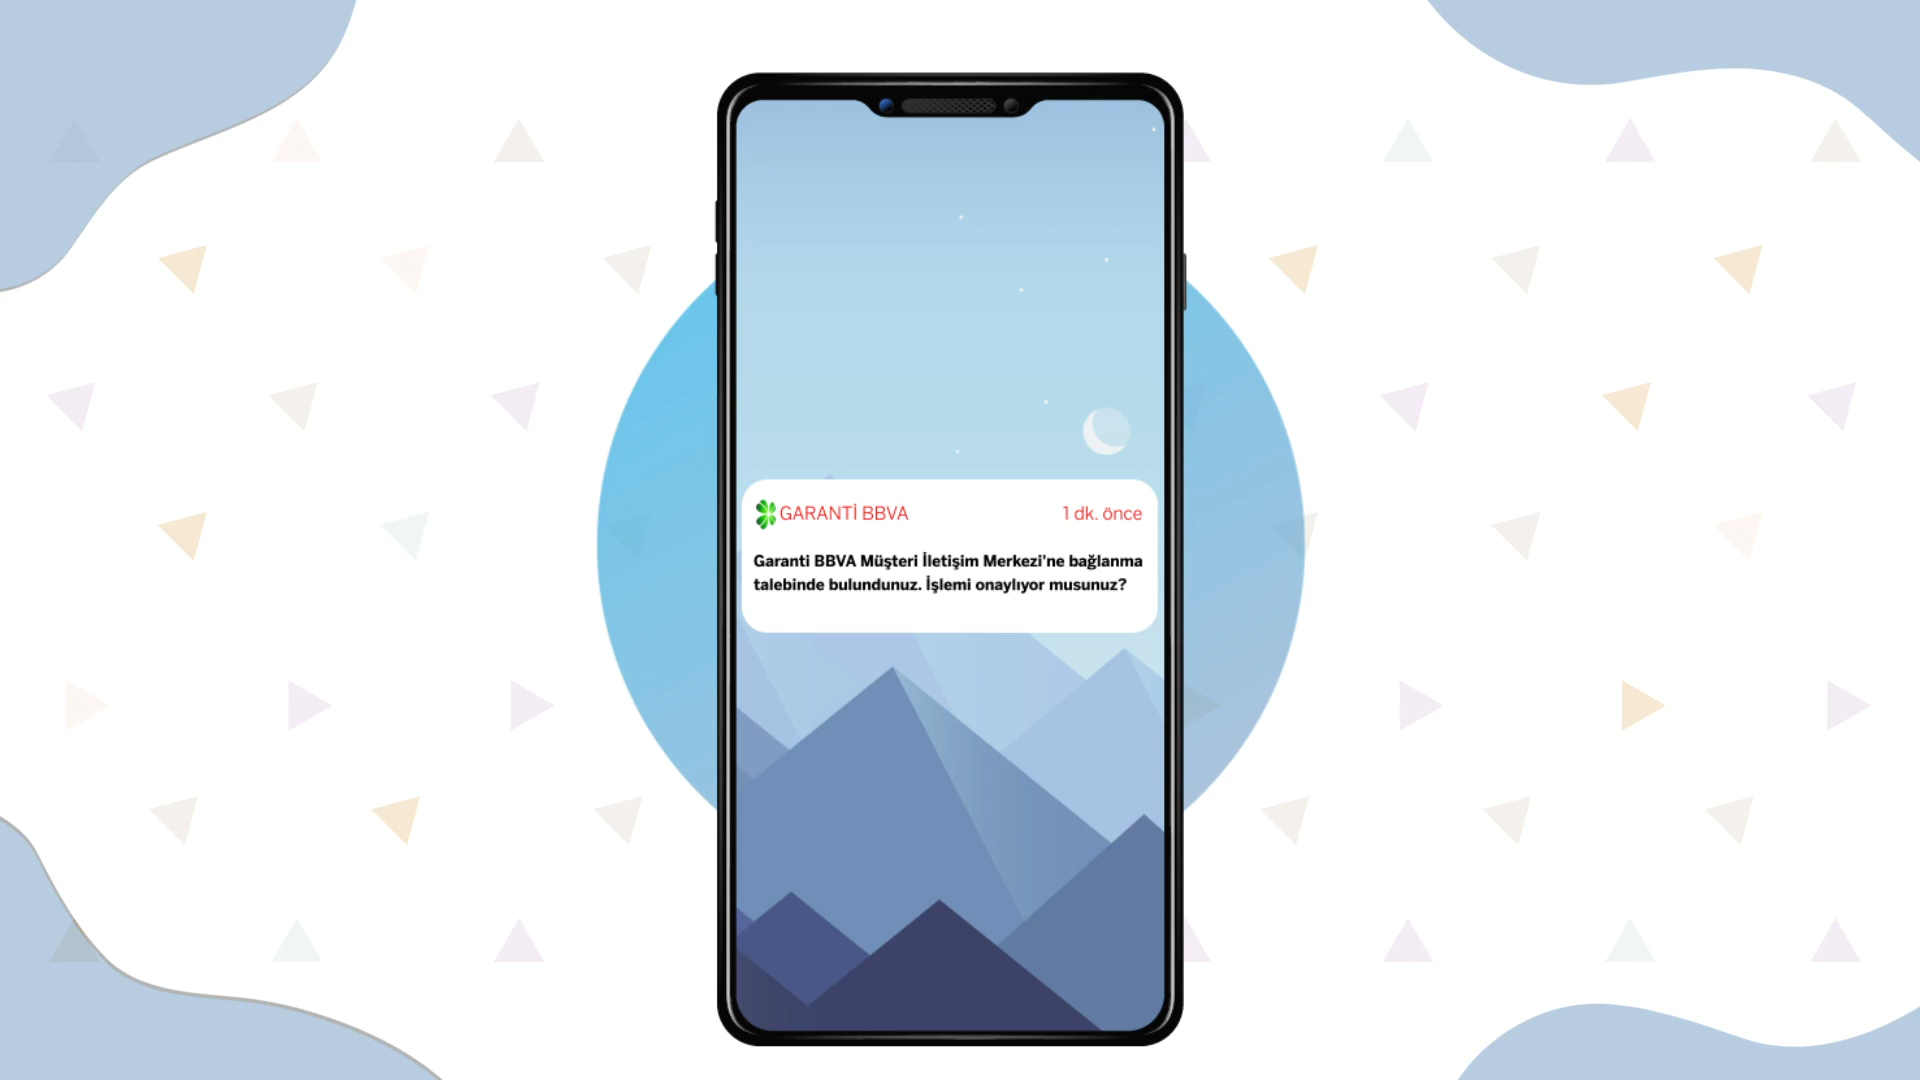 GARANTİ BBVA
1 dk. önce
Garanti BBVA Müşteri İletişim Merkezi'ne bağlanma
talebinde bulundunuz. İşlemi onaylıyor musunuz?